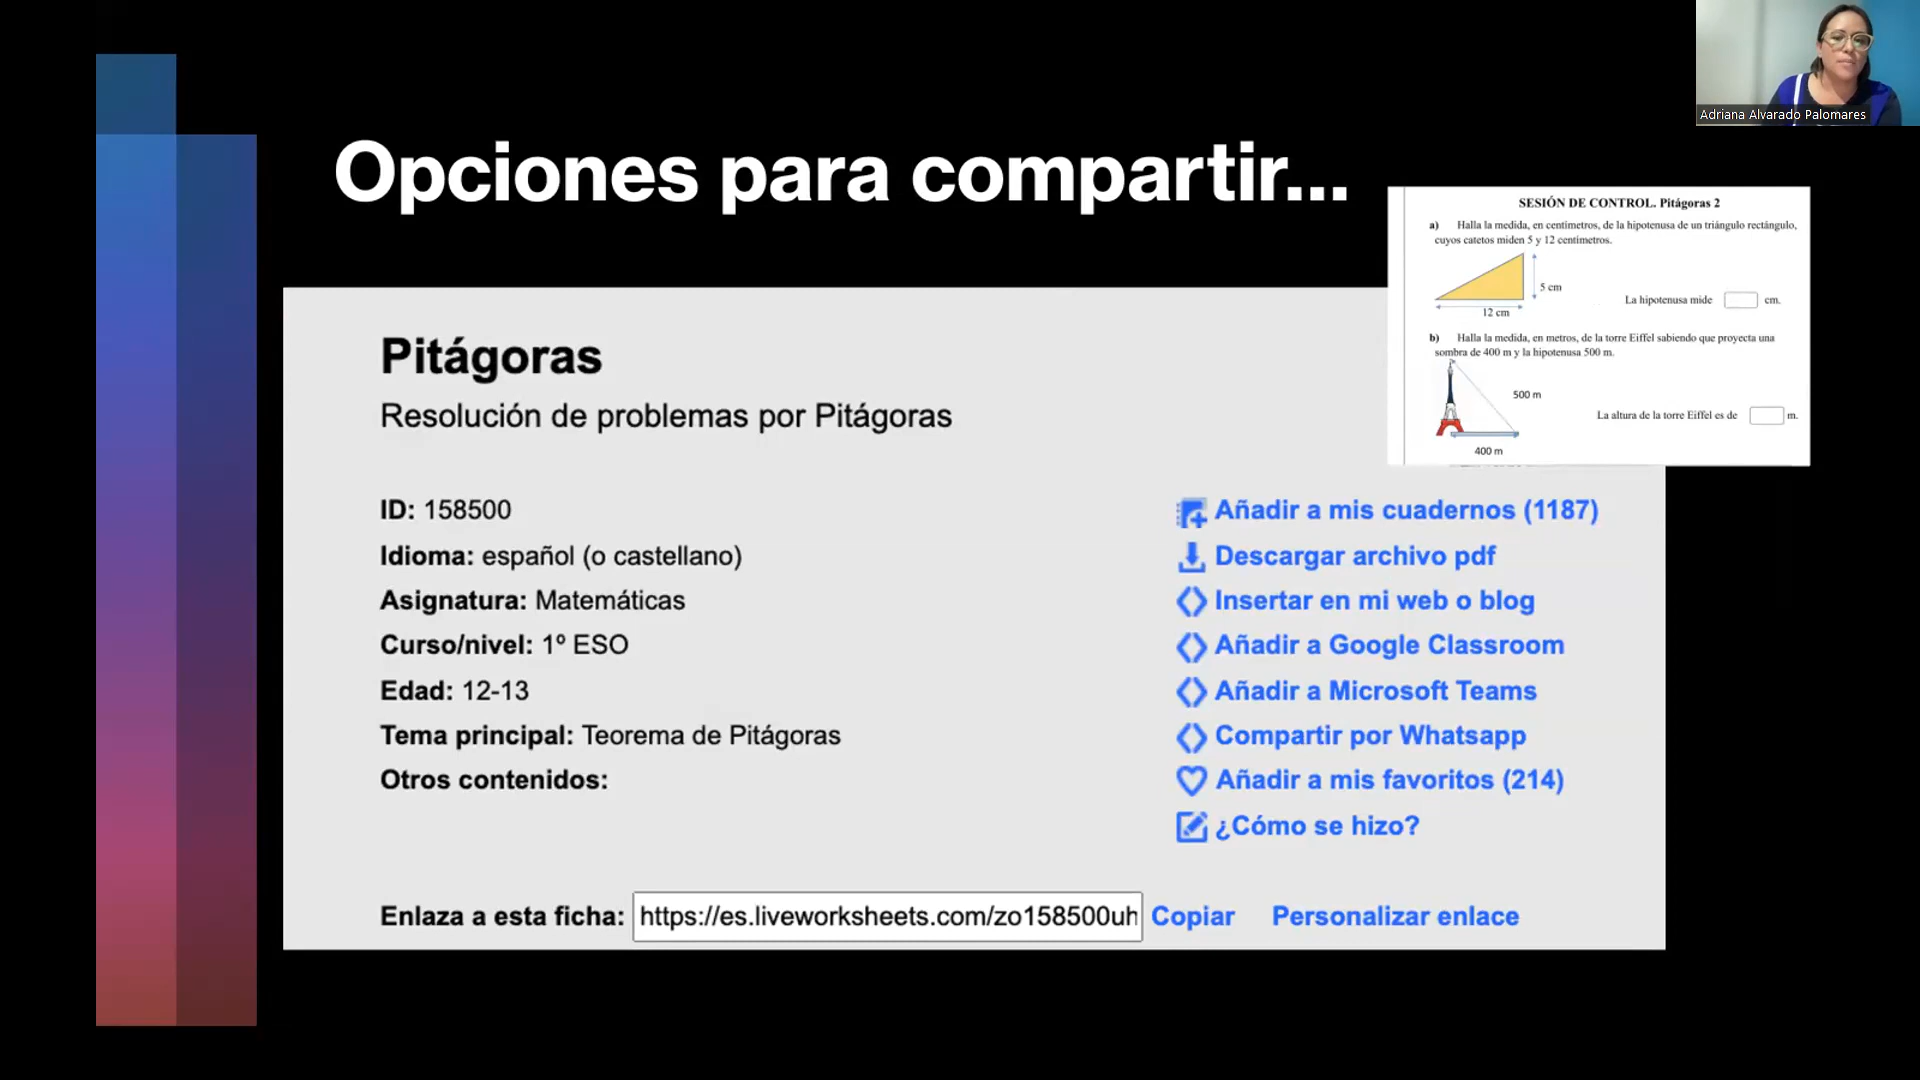 Adriana Alvarado Palomares
Opciones para compartir...
SESIÓN DE CONTROL. Pitágoras 2
a) Halla la medida, en centímetros, de la hipotenusa de un triángulo rectángulo,
cuyos catetos miden 5 y 12 centímetros.
5 cm
La hipotenusa mide cm.
12 cm
b) Halla la medida, en metros, de la torre Eiffel sabiendo que proyecta una
sombra de 400 m y la hipotenusa 500 m.
500 m
La altura de la torre Eiffel es de m.
400 m
Pitágoras
Resolución de problemas por Pitágoras
ID: 158500
Idioma: español (o castellano)
Asignatura: Matemáticas
Curso/nivel: 1º ESO
Edad: 12-13
Tema principal: Teorema de Pitágoras
Otros contenidos:
Añadir a mis cuadernos (1187)
Descargar archivo pdf
Insertar en mi web o blog
Añadir a Google Classroom
Añadir a Microsoft Teams
Compartir por Whatsapp
Añadir a mis favoritos (214)
¿Cómo se hizo?
Enlaza a esta ficha: https://es.liveworksheets.com/zo158500uh Copiar Personalizar enlace